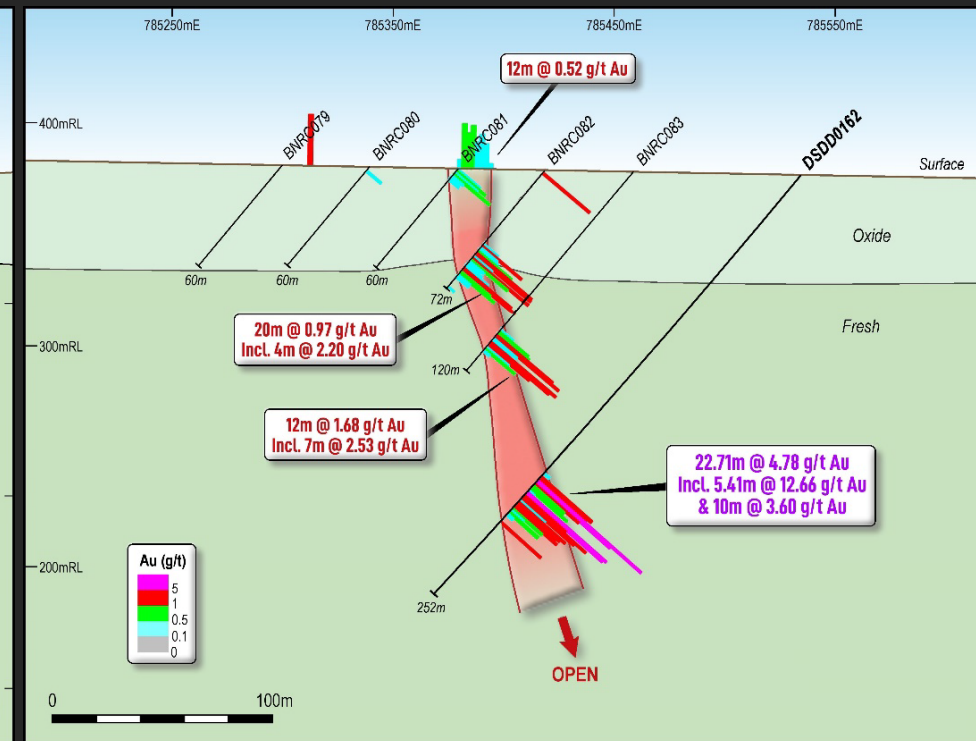 785250mE
785350mE
785450mE
785550mE
12m @ 0.52 g/t Au
400mRL
BNRC079
BNRC080
BNRC081
BNRC082
BNRC083
DSDD0162
Surface
Oxide
60m
60m
60m
72m
300mRL
Fresh
20m @ 0.97 g/t Au
Incl. 4m @ 2.20 g/t Au
120m
12m @ 1.68 g/t Au
Incl. 7m @ 2.53 g/t Au
22.71m @ 4.78 g/t Au
Incl. 5.41m @ 12.66 g/t Au
& 10m @ 3.60 g/t Au
200mRL
Au (g/t)
5
1
0.5
0.1
0
252m
OPEN
0
100m